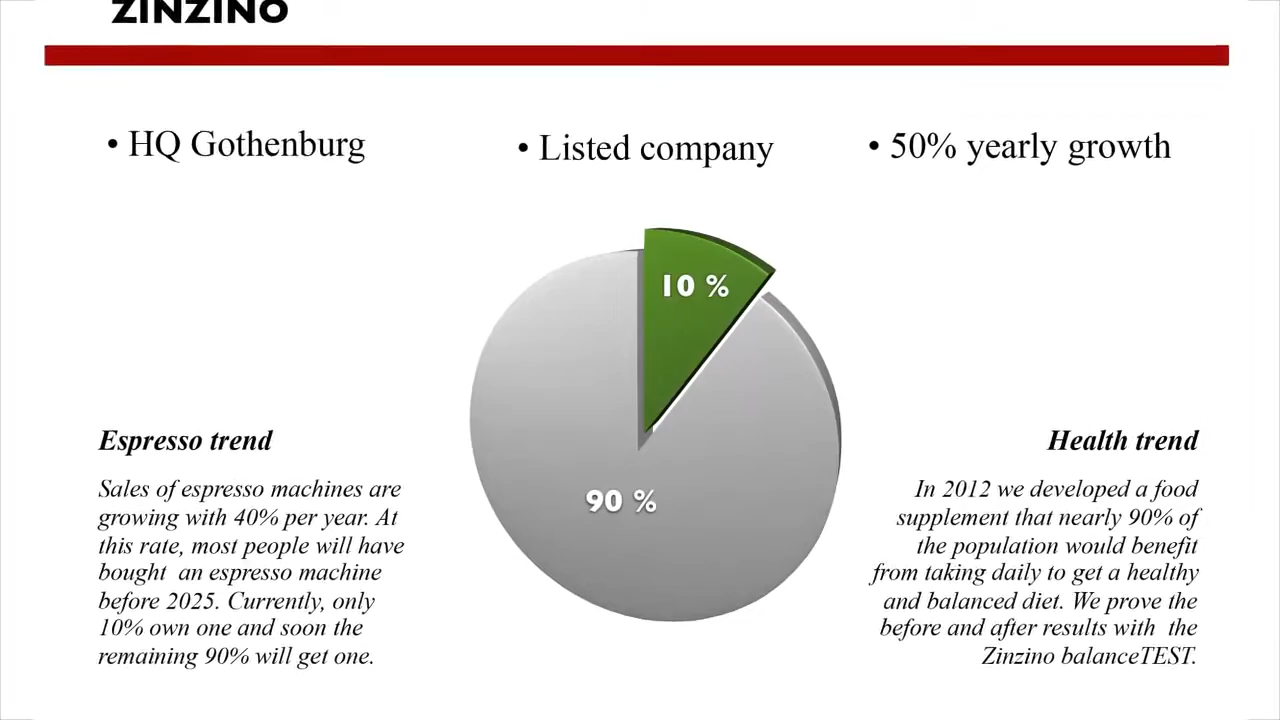 ZINZINO
• HQ Gothenburg
• Listed company
• 50% yearly growth
10 %
90 %
Espresso trend
Sales of espresso machines are
growing with 40% per year. At
this rate, most people will have
bought  an espresso machine
before 2025. Currently, only
10% own one and soon the
remaining 90% will get one.
Health trend
In 2012 we developed a food
supplement that nearly 90% of
the population would benefit
from taking daily to get a healthy
and balanced diet. We prove the
before and after results with  the
Zinzino balanceTEST.